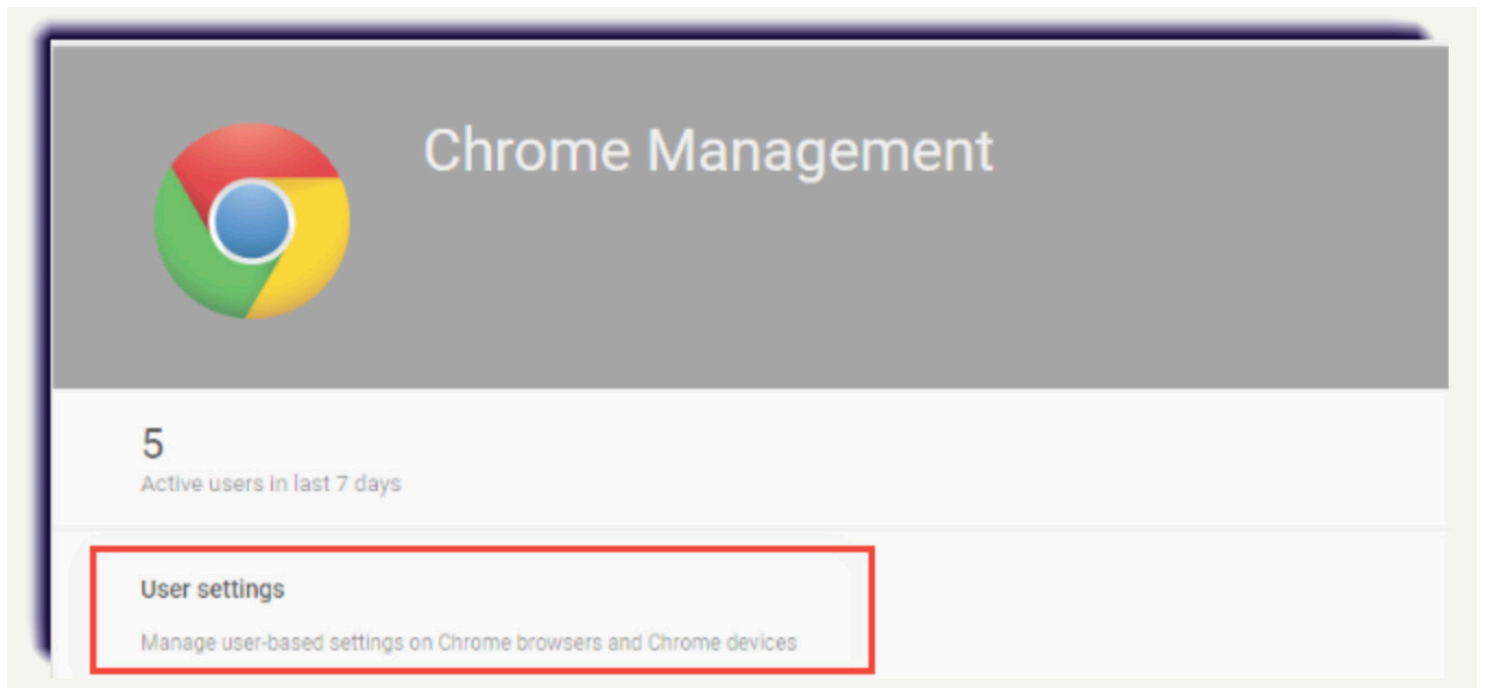 Chrome Management
5
Active users in last 7 days
User settings
Manage user-based settings on Chrome browsers and Chrome devices